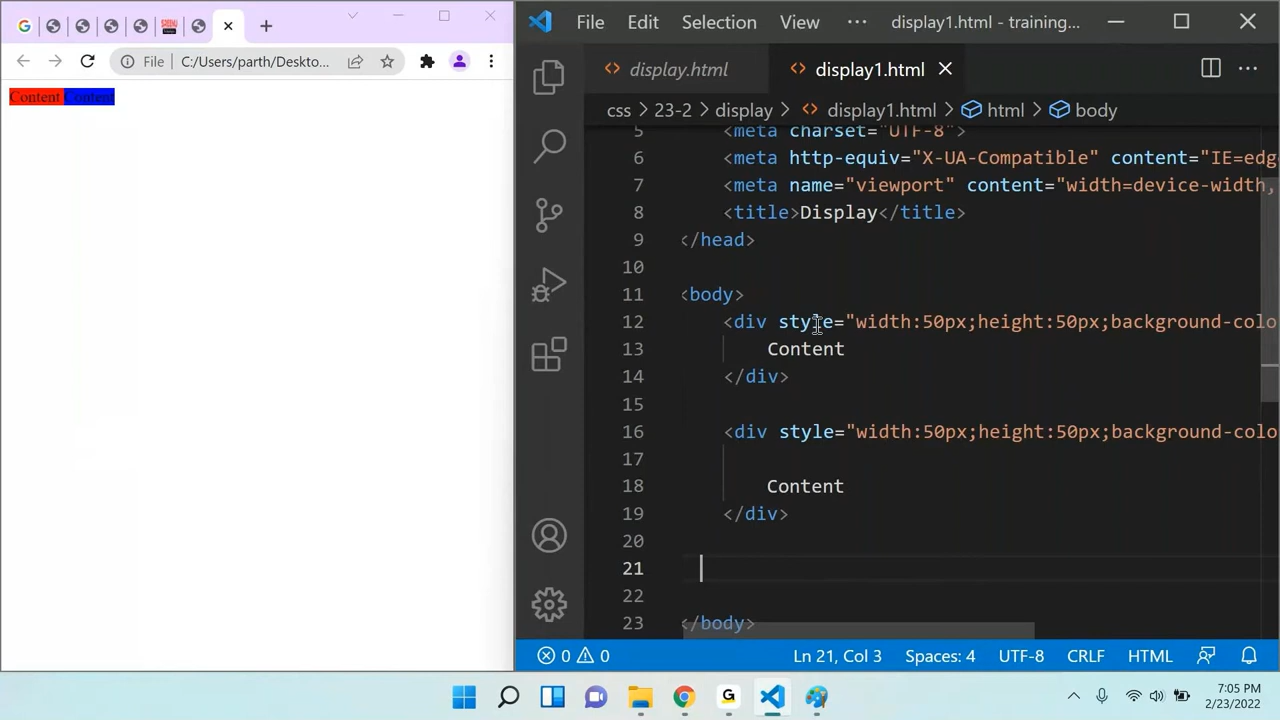 File C:/Users/parth/Deskto...
Content Content
File Edit Selection View ... display1.html - training...
display.html display1.html
css > 23-2 > display > display1.html > html > body
5 <meta charset="UTF-8">
6 <meta http-equiv="X-UA-Compatible" content="IE=edg
7 <meta name="viewport" content="width=device-width,
8 <title>Display</title>
9 </head>
10
11 <body>
12 <div style="width:50px;height:50px;background-colo
13 Content
14 </div>
15
16 <div style="width:50px;height:50px;background-colo
17
18 Content
19 </div>
20
21
22
23 </body>
0 0 Ln 21, Col 3 Spaces: 4 UTF-8 CRLF HTML
7:05 PM
2/23/2022